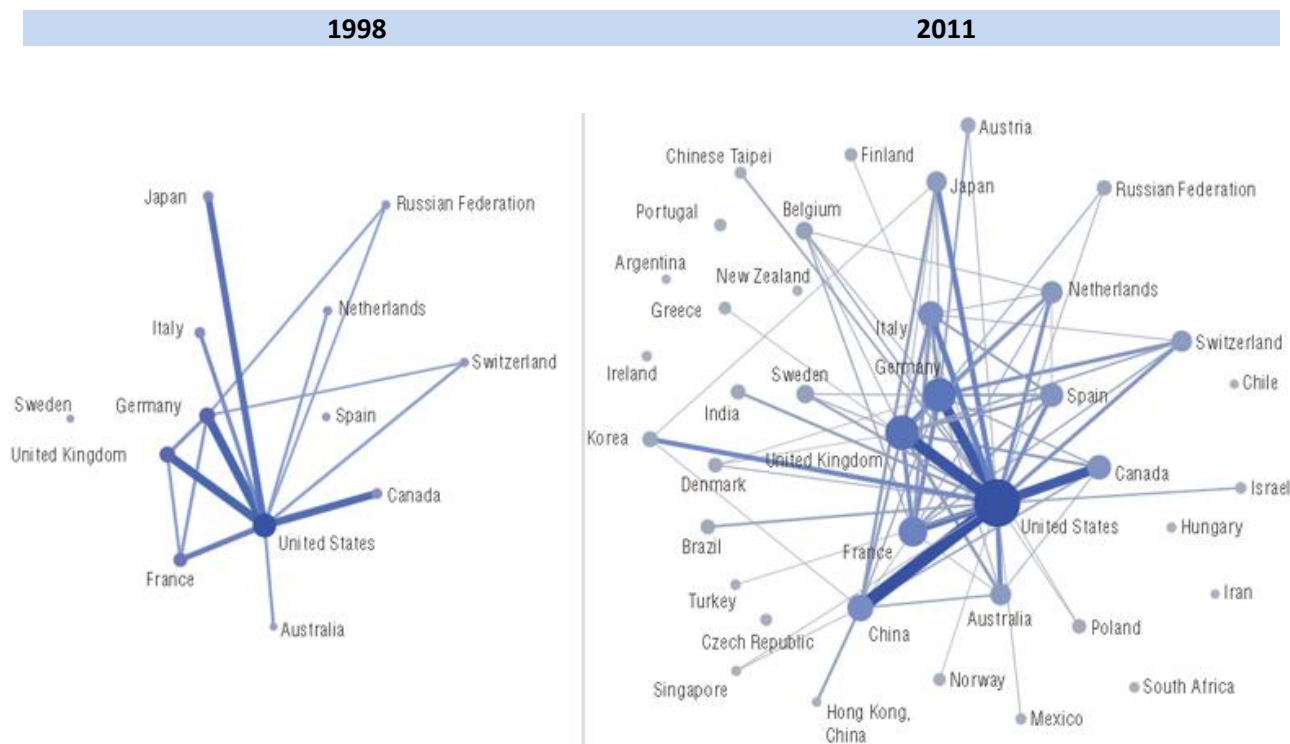 1998
2011
Japan
Russian Federation
Netherlands
Italy
Switzerland
Sweden
Germany
Spain
United Kingdom
Canada
United States
France
Australia
Austria
Chinese Taipei
Finland
Japan
Russian Federation
Portugal
Belgium
Argentina
New Zealand
Netherlands
Greece
Italy
Switzerland
Ireland
Germany
Sweden
Chile
India
Spain
Korea
United Kingdom
Canada
Denmark
Israel
United States
Hungary
Brazil
France
Turkey
Iran
China
Australia
Poland
Czech Republic
Singapore
Norway
South Africa
Hong Kong,
China
Mexico